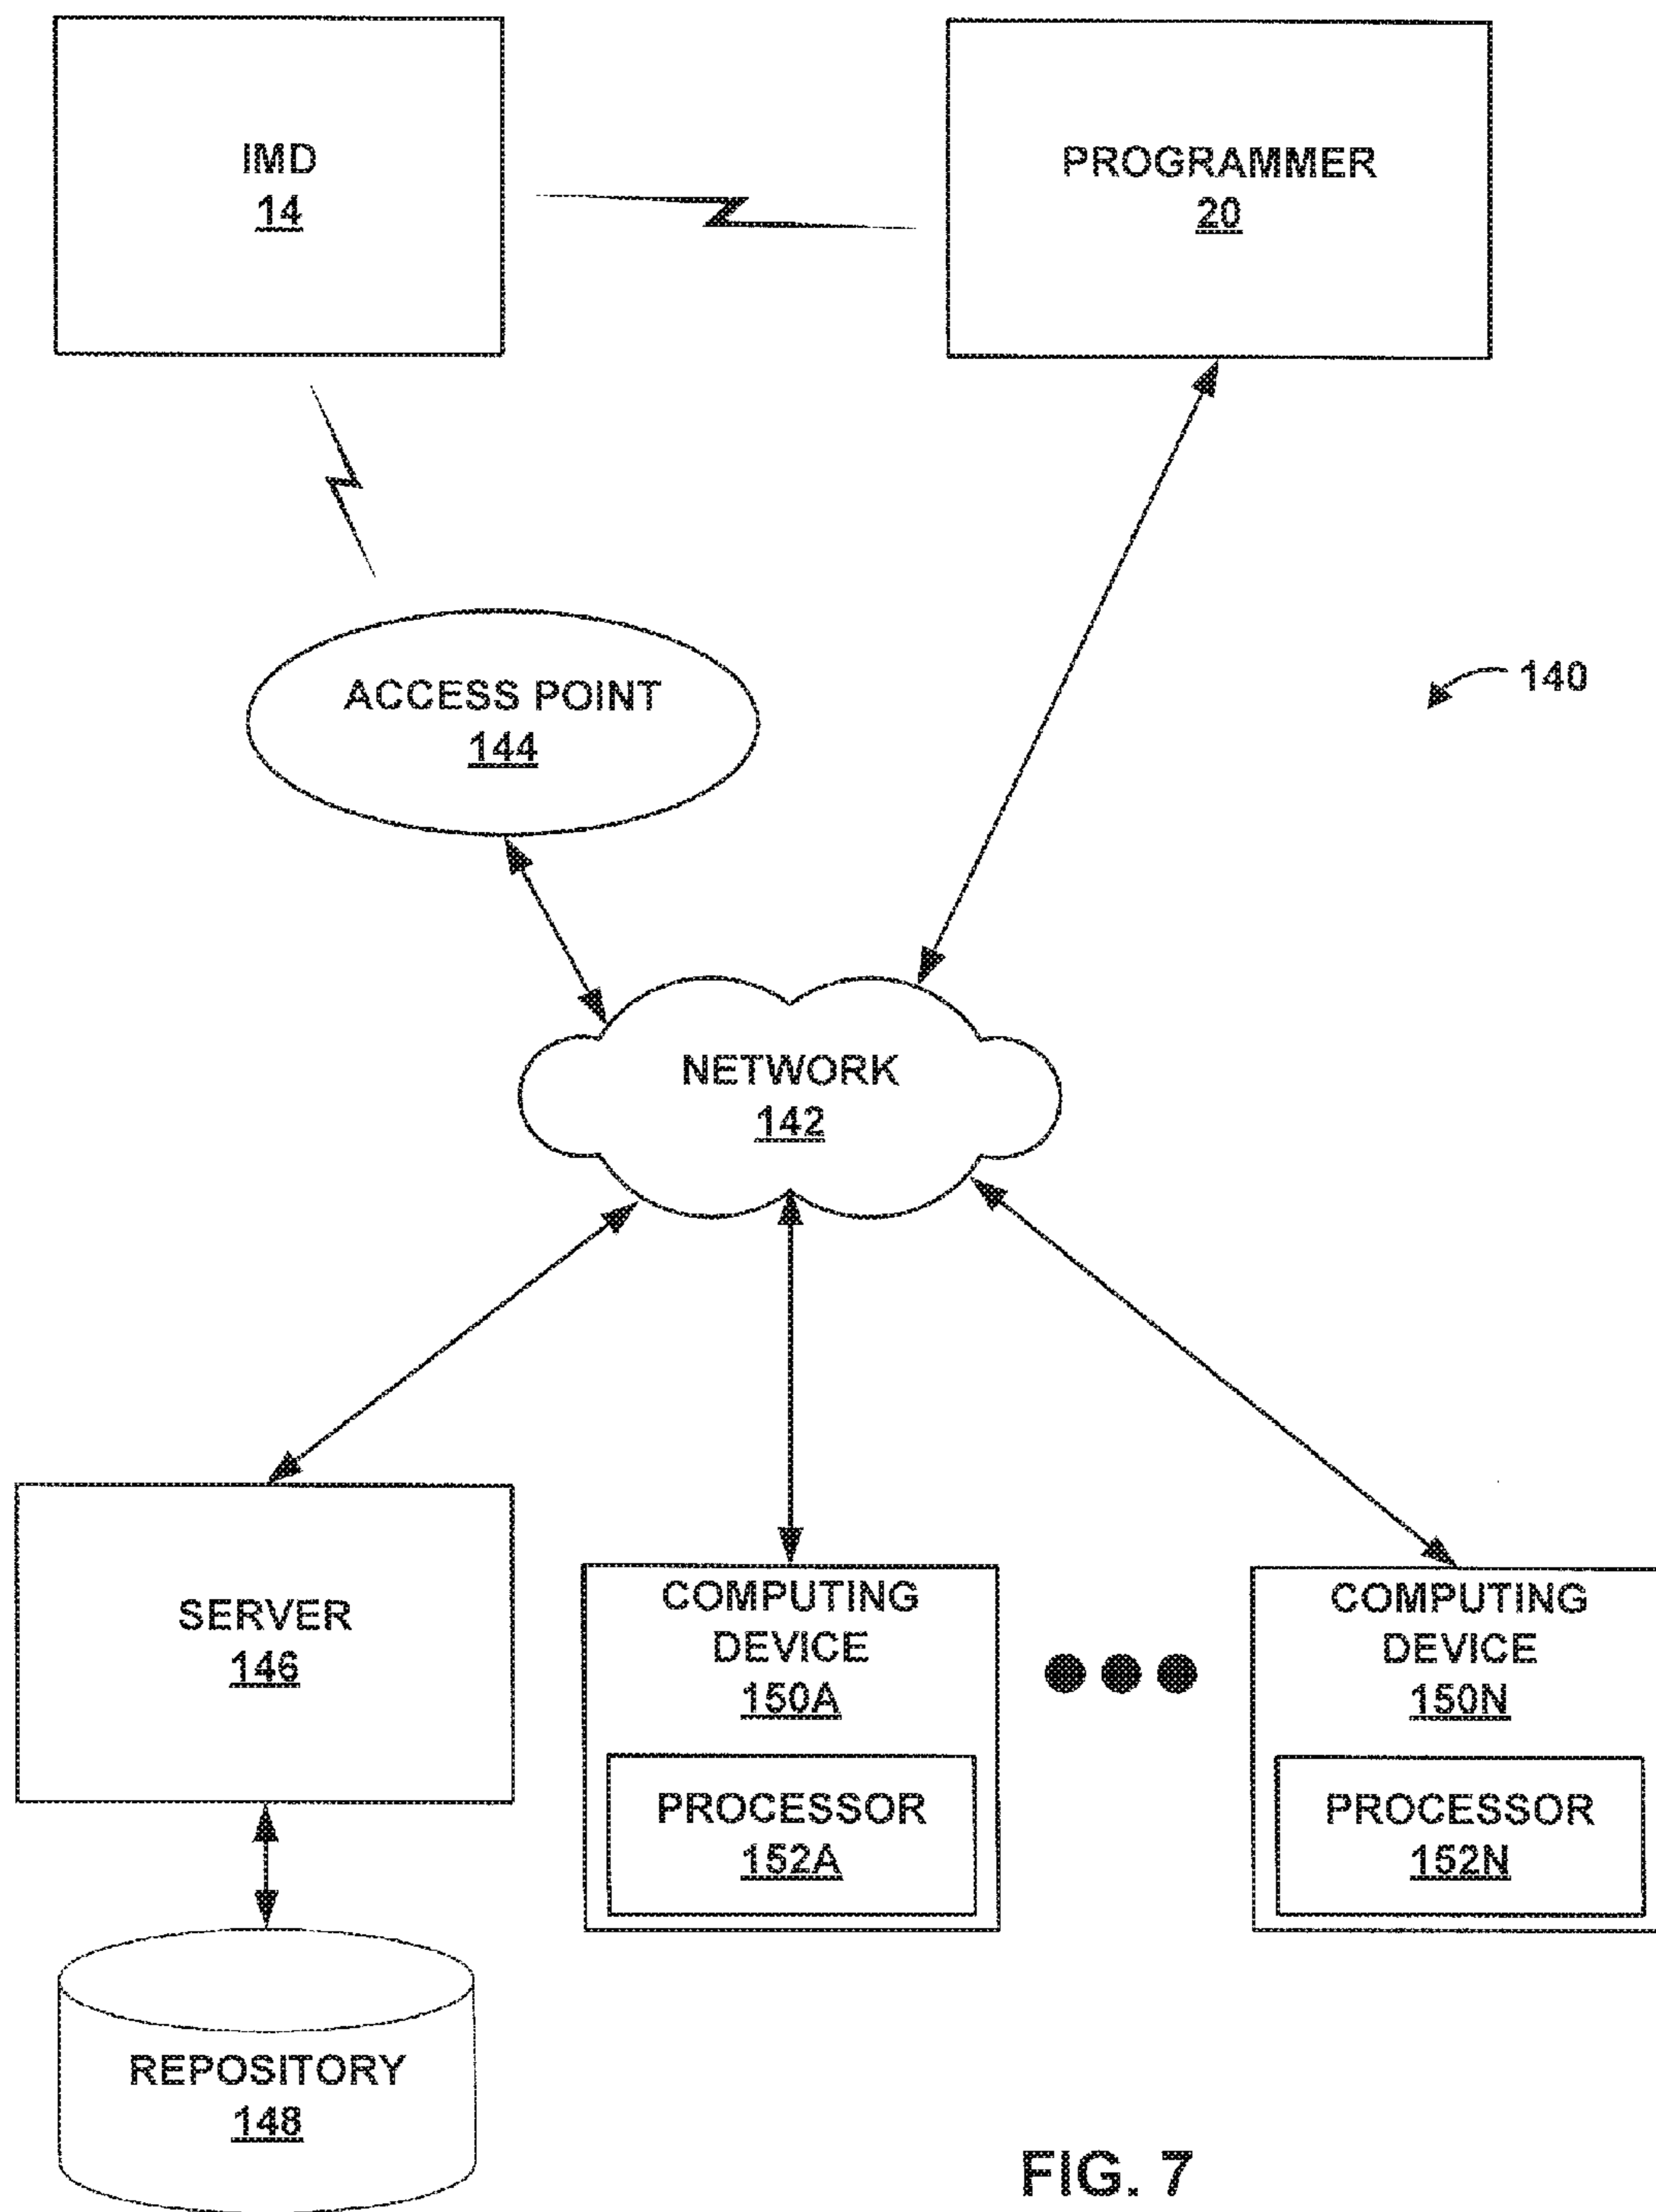 IMD
14
PROGRAMMER
20
ACCESS POINT
144
140
NETWORK
142
SERVER
146
COMPUTING
DEVICE
150A
PROCESSOR
152A
COMPUTING
DEVICE
150N
PROCESSOR
152N
REPOSITORY
148
FIG. 7